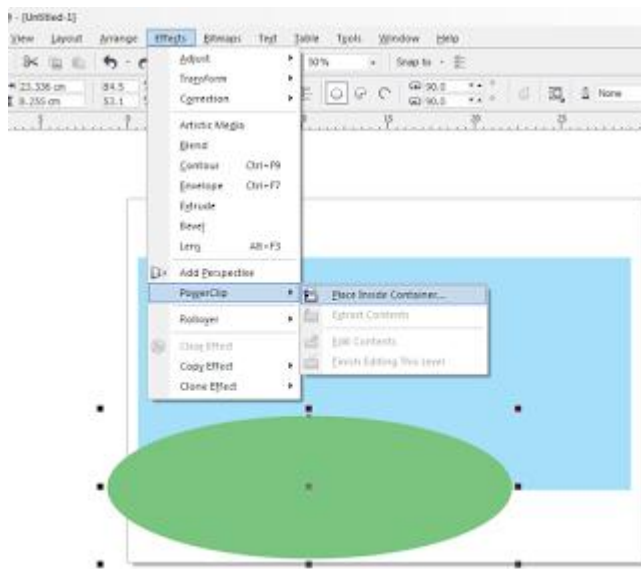 - [Untitled-1]
View Layout Arrange Effects Bitmaps Text Table Tools Window Help
50% Snap to
23.336 cm 84.5 90.0 None
8.255 cm 53.1 90.0
Adjust
Transform
Correction
Artistic Media
Blend
Contour Ctrl+F9
Envelope Ctrl+F7
Extrude
Bevel
Lens Alt+F3
Add Perspective
PowerClip
Place Inside Container...
Extract Contents
Rollover
Edit Contents
Clear Effect
Finish Editing This Level
Copy Effect
Clone Effect